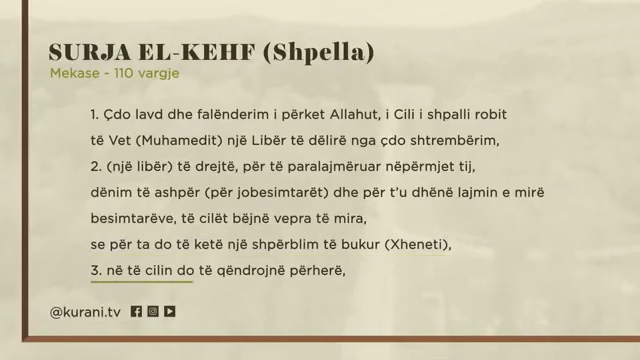 SURJA EL-KEHF (Shpella)
Mekase - 110 vargje
1. Çdo lavd dhe falënderim i përket Allahut, i Cili i shpalli robit
të Vet (Muhamedit) një Libër të dëlirë nga çdo shtrembërim,
2. (një libër) të drejtë, për të paralajmëruar nëpërmjet tij,
dënim të ashpër (për jobesimtarët) dhe për t'u dhënë lajmin e mirë
besimtarëve, të cilët bëjnë vepra të mira,
se për ta do të ketë një shpërblim të bukur (Xheneti),
3. në të cilin do të qëndrojnë përherë,
@kurani.tv